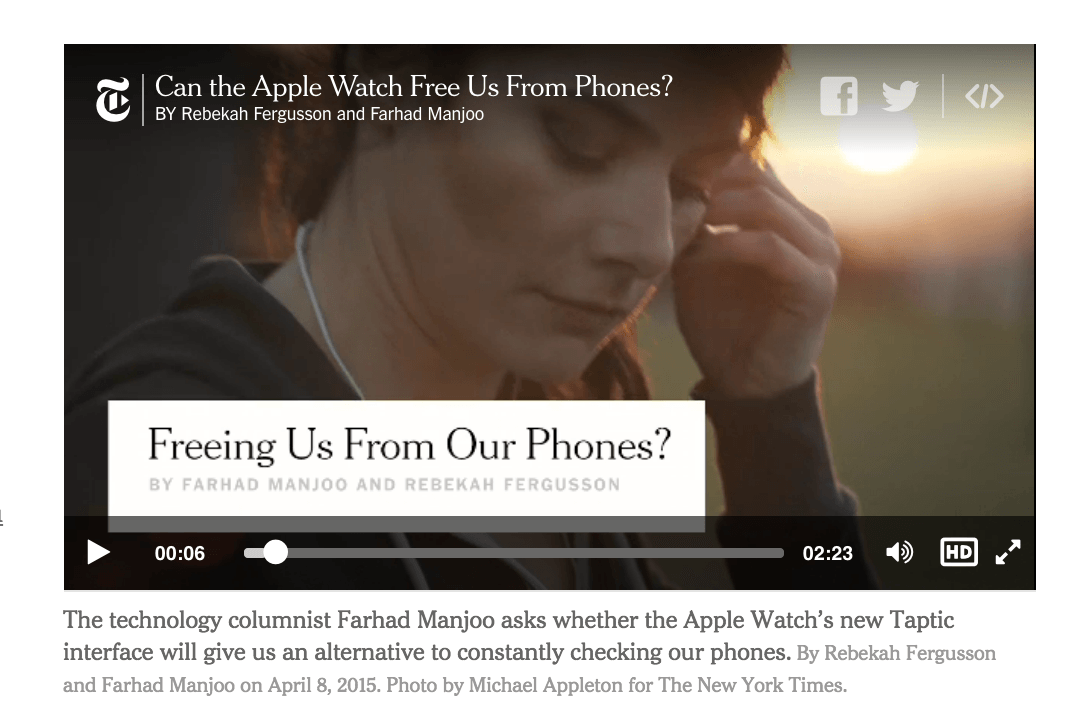 Can the Apple Watch Free Us From Phones?
BY Rebekah Fergusson and Farhad Manjoo
Freeing Us From Our Phones?
BY FARHAD MANJOO AND REBEKAH FERGUSSON
00:06 02:23 HD
The technology columnist Farhad Manjoo asks whether the Apple Watch’s new Taptic
interface will give us an alternative to constantly checking our phones. By Rebekah Fergusson
and Farhad Manjoo on April 8, 2015. Photo by Michael Appleton for The New York Times.